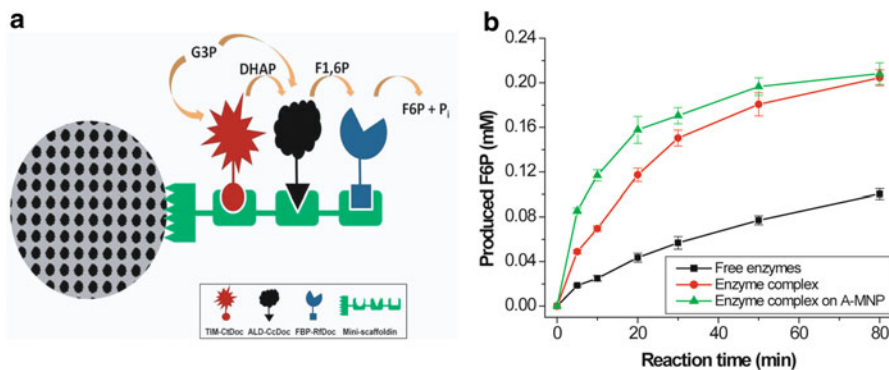 a
G3P
DHAP
F1,6P
F6P + Pi
TIM-CtDoc ALD-CcDoc FBP-RfDoc Mini-scaffoldin
b
Produced F6P (mM)
0.24
0.20
0.16
0.12
0.08
0.04
0.00
0 20 40 60 80
Reaction time (min)
Free enzymes
Enzyme complex
Enzyme complex on A-MNP